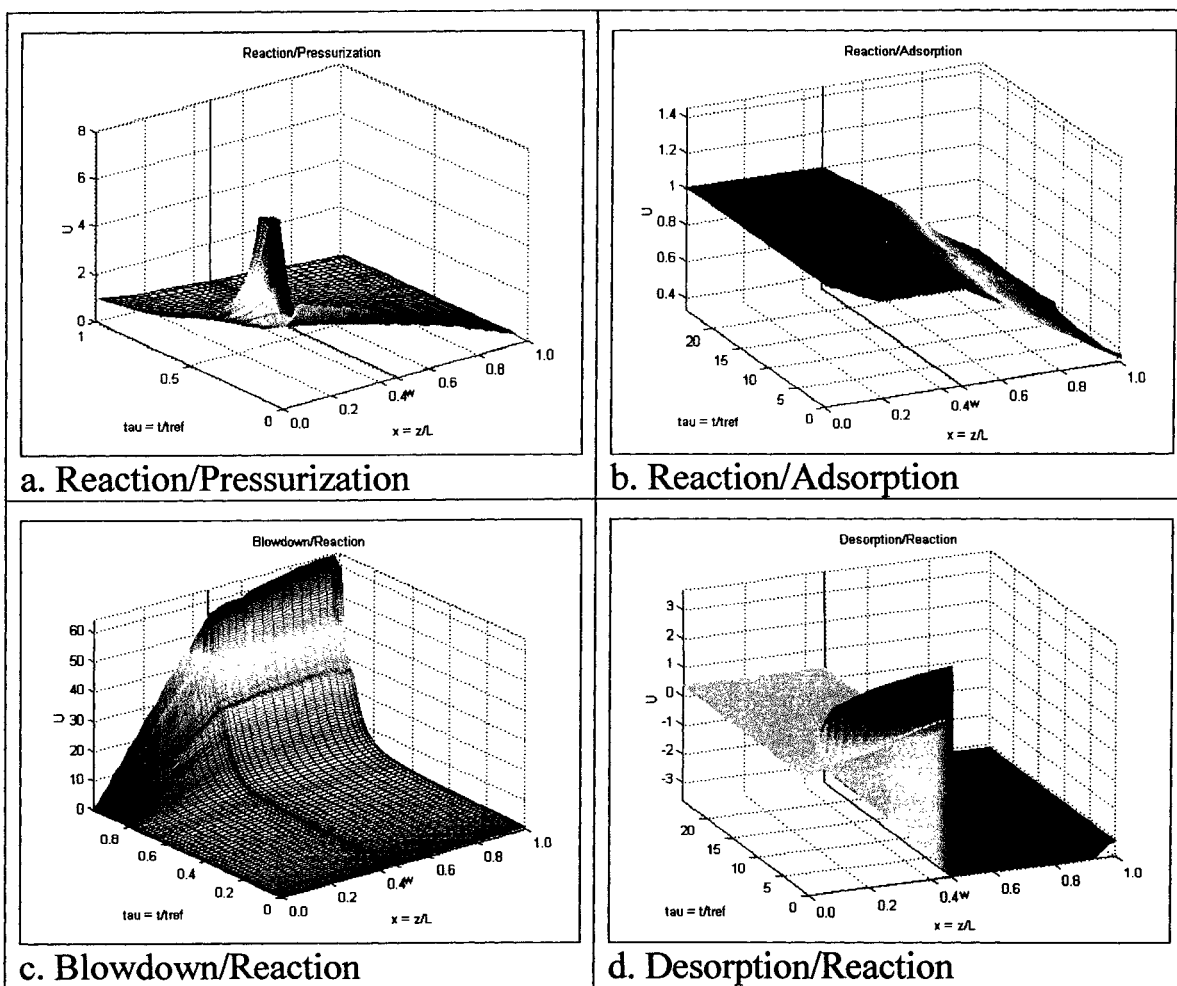 Reaction/Pressurization
8
6
4
2
0
U
1
0.5
0
0.0
0.2
0.4w
0.6
0.8
1.0
tau = t/tref
x = z/L
a. Reaction/Pressurization
Reaction/Adsorption
1.4
1.2
1
0.8
0.6
0.4
U
20
15
10
5
0
0.0
0.2
0.4w
0.6
0.8
1.0
tau = t/tref
x = z/L
b. Reaction/Adsorption
Blowdown/Reaction
60
50
40
30
20
10
0
U
0.8
0.6
0.4
0.2
0
0.0
0.2
0.4w
0.6
0.8
1.0
tau = t/tref
x = z/L
c. Blowdown/Reaction
Desorption/Reaction
3
2
1
0
-1
-2
-3
U
20
15
10
5
0
0.0
0.2
0.4w
0.6
0.8
1.0
tau = t/tref
x = z/L
d. Desorption/Reaction